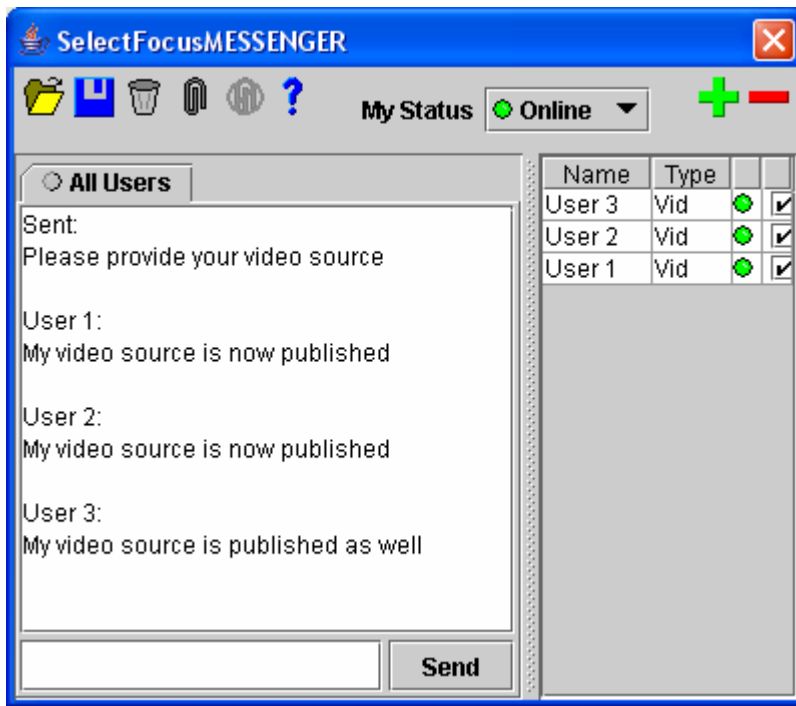 SelectFocusMESSENGER
?
My Status
Online
All Users
Name Type
User 3 Vid
User 2 Vid
User 1 Vid
Sent:
Please provide your video source
User 1:
My video source is now published
User 2:
My video source is now published
User 3:
My video source is published as well
Send